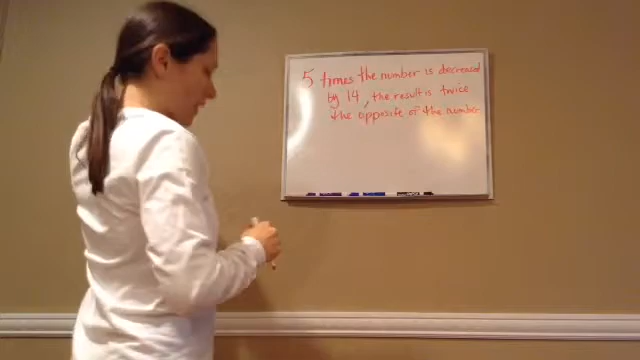 5 times the number is decreased
by 14, the result is twice
the opposite of the number